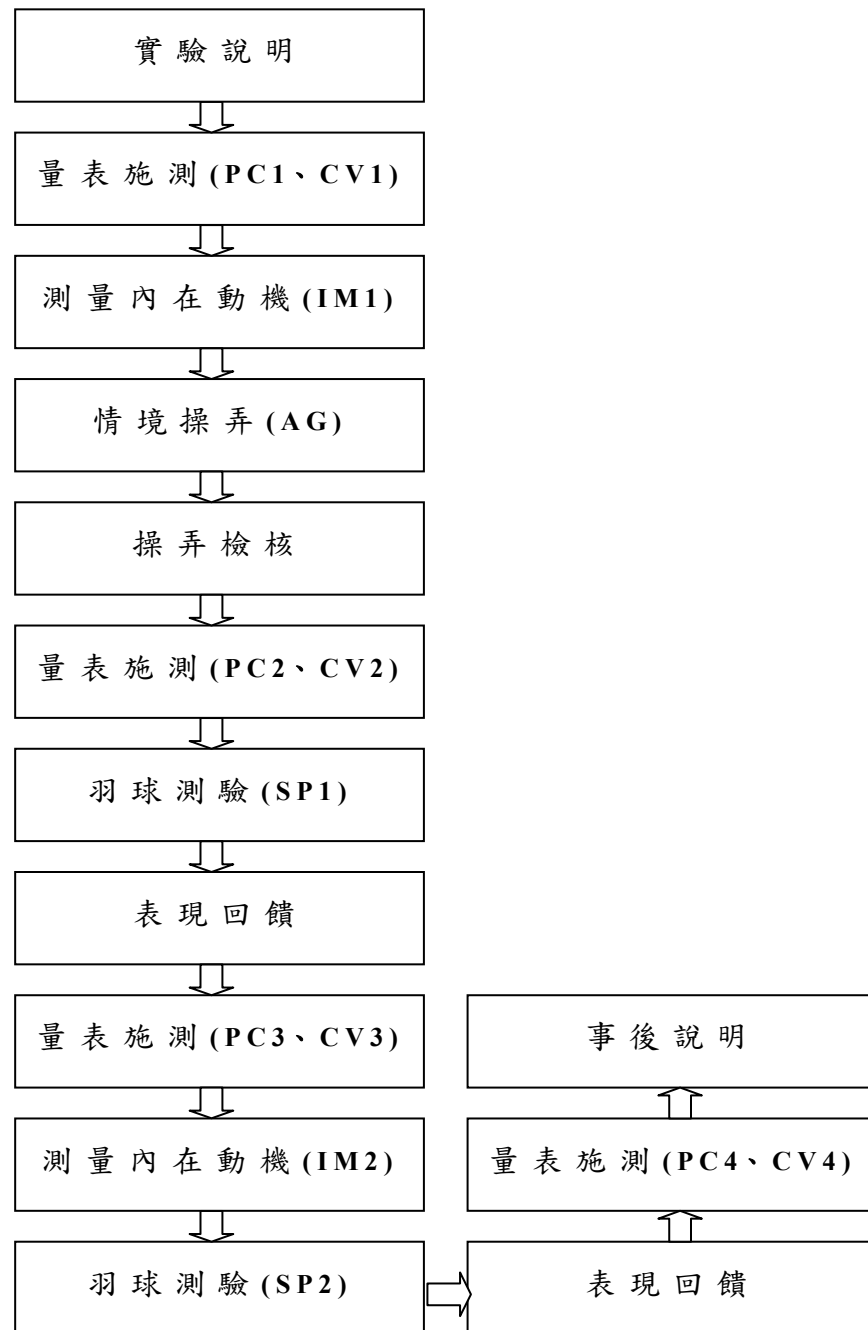 實驗說明
量表施測(PC1、CV1)
測量內在動機(IM1)
情境操弄(AG)
操弄檢核
量表施測(PC2、CV2)
羽球測驗(SP1)
表現回饋
量表施測(PC3、CV3)
測量內在動機(IM2)
羽球測驗(SP2)
表現回饋
量表施測(PC4、CV4)
事後說明